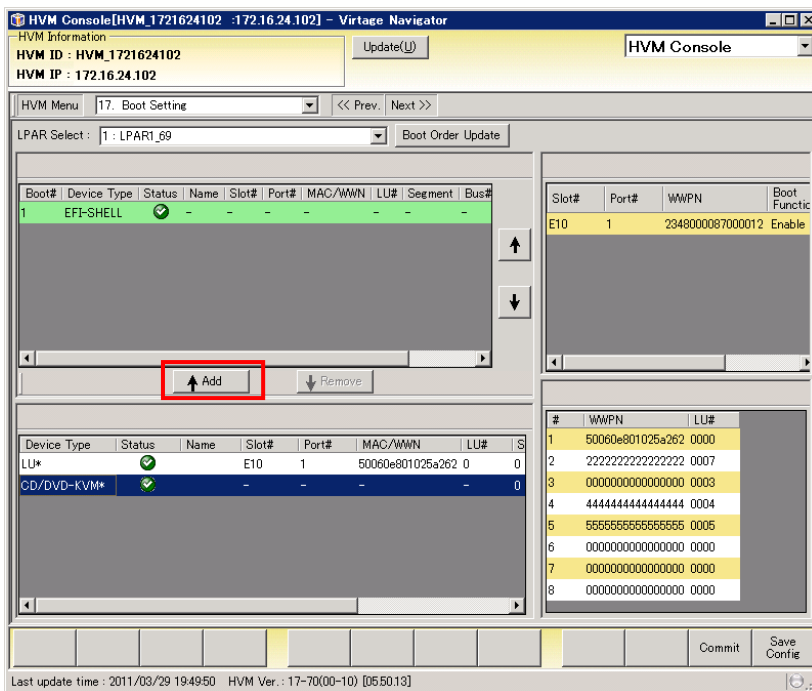 HVM Console[HVM_1721624102 :172.16.24.102] - Virtage Navigator
HVM Information
HVM ID : HVM_1721624102
HVM IP : 172.16.24.102
Update(U)
HVM Console
HVM Menu 17. Boot Setting << Prev. Next >>
LPAR Select : 1 : LPAR1_69 Boot Order Update
Boot# Device Type Status Name Slot# Port# MAC/WWN LU# Segment Bus#
1 EFI-SHELL - - - - - - -
Add Remove
Device Type Status Name Slot# Port# MAC/WWN LU# S
LU* E10 1 50060e801025a262 0 0
CD/DVD-KVM* - - - - 0
Slot# Port# WWPN Boot Functic
E10 1 2348000087000012 Enable
# WWPN LU#
1 50060e801025a262 0000
2 2222222222222222 0007
3 0000000000000000 0003
4 4444444444444444 0004
5 5555555555555555 0005
6 0000000000000000 0000
7 0000000000000000 0000
8 0000000000000000 0000
Commit Save Config
Last update time : 2011/03/29 19:49:50 HVM Ver. : 17-70(00-10) [05.50.13]